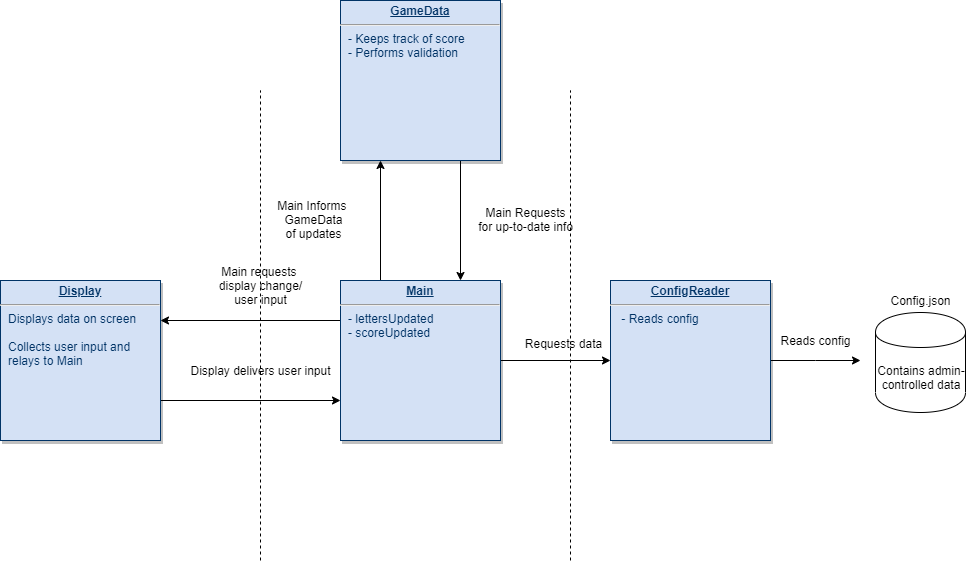 GameData
- Keeps track of score
- Performs validation
Main Informs
GameData
of updates
Main Requests
for up-to-date info
Main requests
display change/
user input
Display
Displays data on screen
Collects user input and
relays to Main
Display delivers user input
Main
- lettersUpdated
- scoreUpdated
Requests data
ConfigReader
- Reads config
Reads config
Config.json
Contains admin-
controlled data